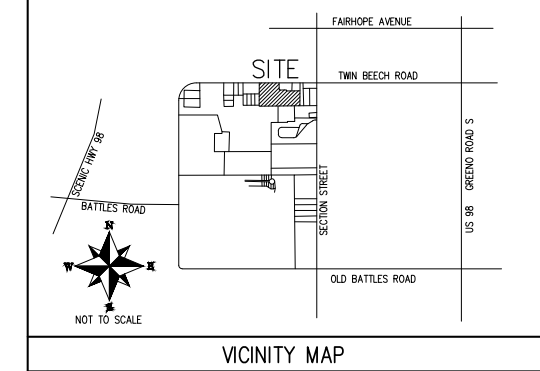 FAIRHOPE AVENUE
SITE
TWIN BEECH ROAD
SCENIC HWY 98
SECTION STREET
US 98 GREENO ROAD S
BATTLES ROAD
N
W E
S
OLD BATTLES ROAD
NOT TO SCALE
VICINITY MAP